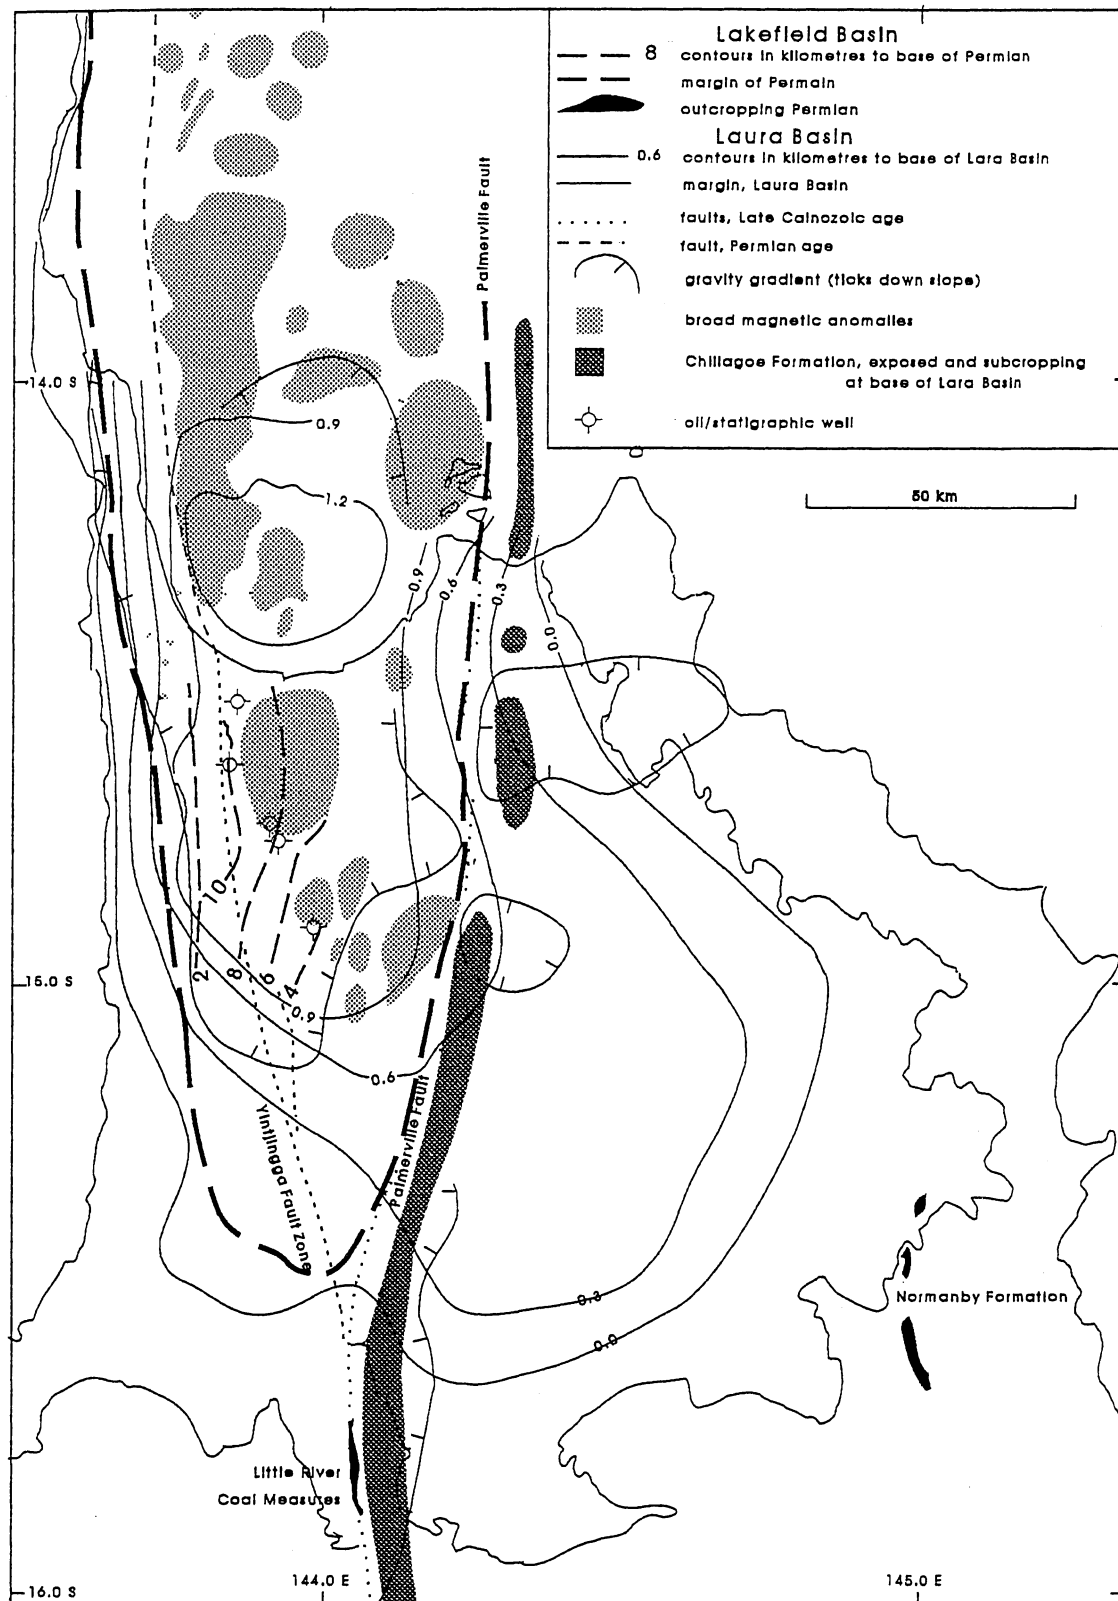 Lakefield Basin
8 contours in kilometres to base of Permian
margin of Permain
outcropping Permian
Laura Basin
0.6 contours in kilometres to base of Lara Basin
margin, Laura Basin
faults, Late Cainozoic age
fault, Permian age
gravity gradient (ticks down slope)
broad magnetic anomalies
Chillagoe Formation, exposed and subcropping
at base of Lara Basin
oil/statigraphic well
50 km
Palmerville Fault
14.0 S
0.9
1.2
0.9
0.6
0.3
0.0
10
2
8
6
4
15.0 S
0.9
0.6
Yintjingga Fault Zone
Palmerville Fault
0.3
0.0
Normanby Formation
Little River
Coal Measures
16.0 S
144.0 E
145.0 E